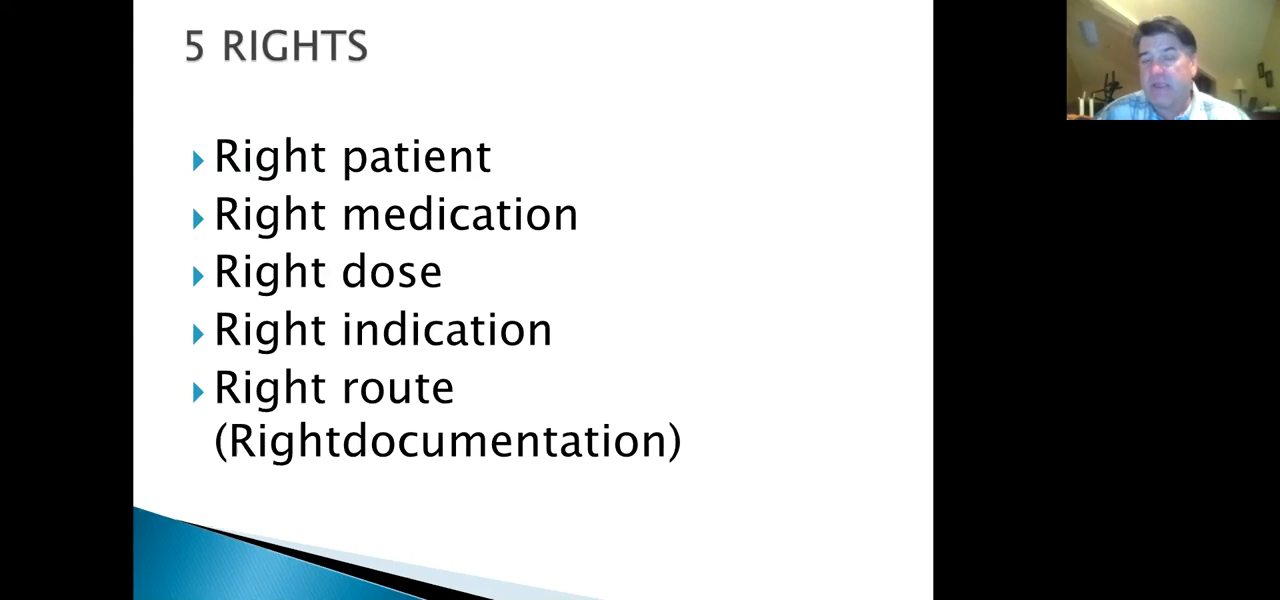 5 RIGHTS
Right patient
Right medication
Right dose
Right indication
Right route
(Rightdocumentation)